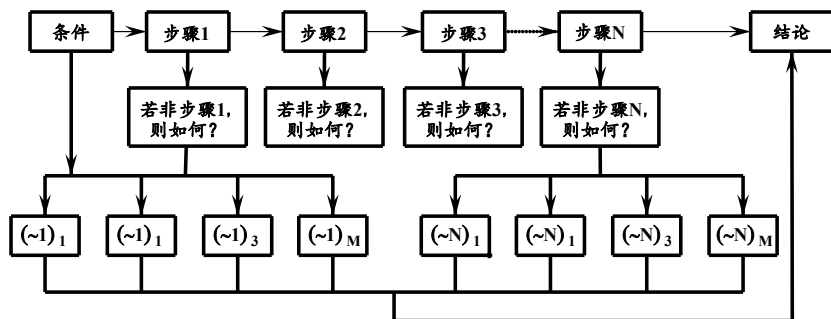 条件
步骤1
步骤2
步骤3
步骤N
结论
若非步骤1,
则如何?
若非步骤2,
则如何?
若非步骤3,
则如何?
若非步骤N,
则如何?
(~1)₁
(~1)₁
(~1)₃
(~1)M
(~N)₁
(~N)₁
(~N)₃
(~N)M